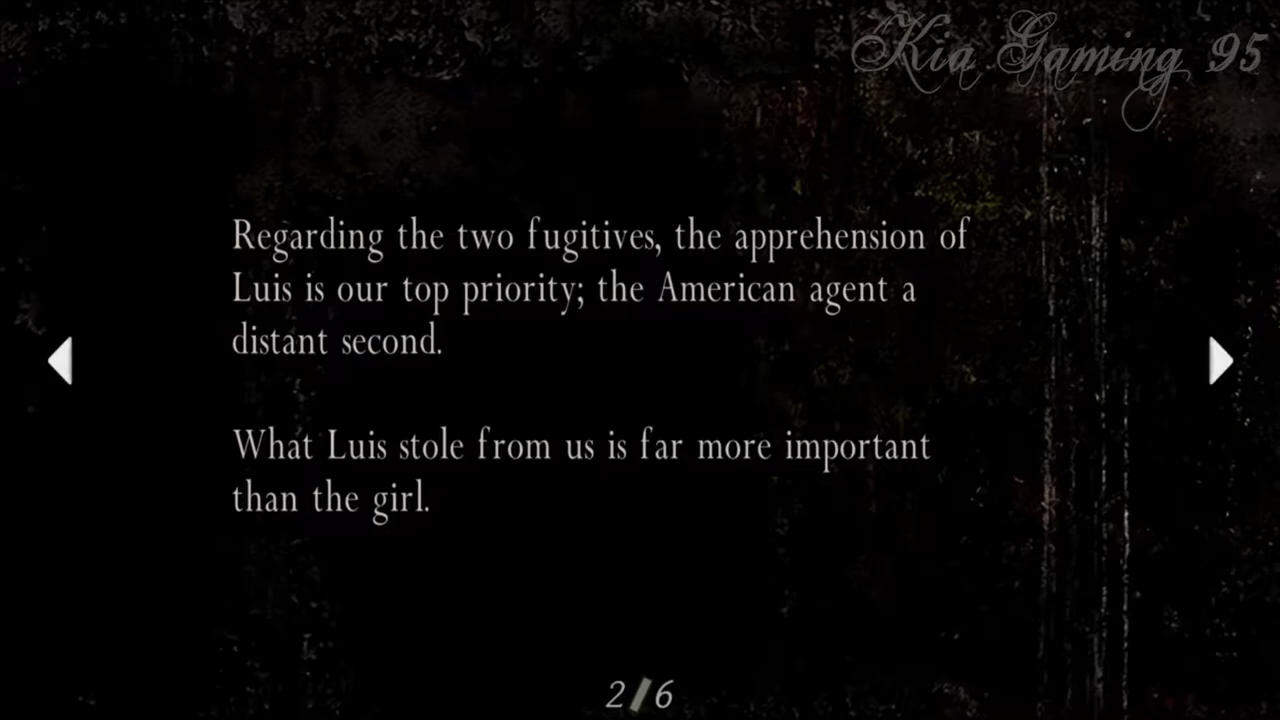 Kia Gaming 95
Regarding the two fugitives, the apprehension of
Luis is our top priority; the American agent a
distant second.
What Luis stole from us is far more important
than the girl.
2/6